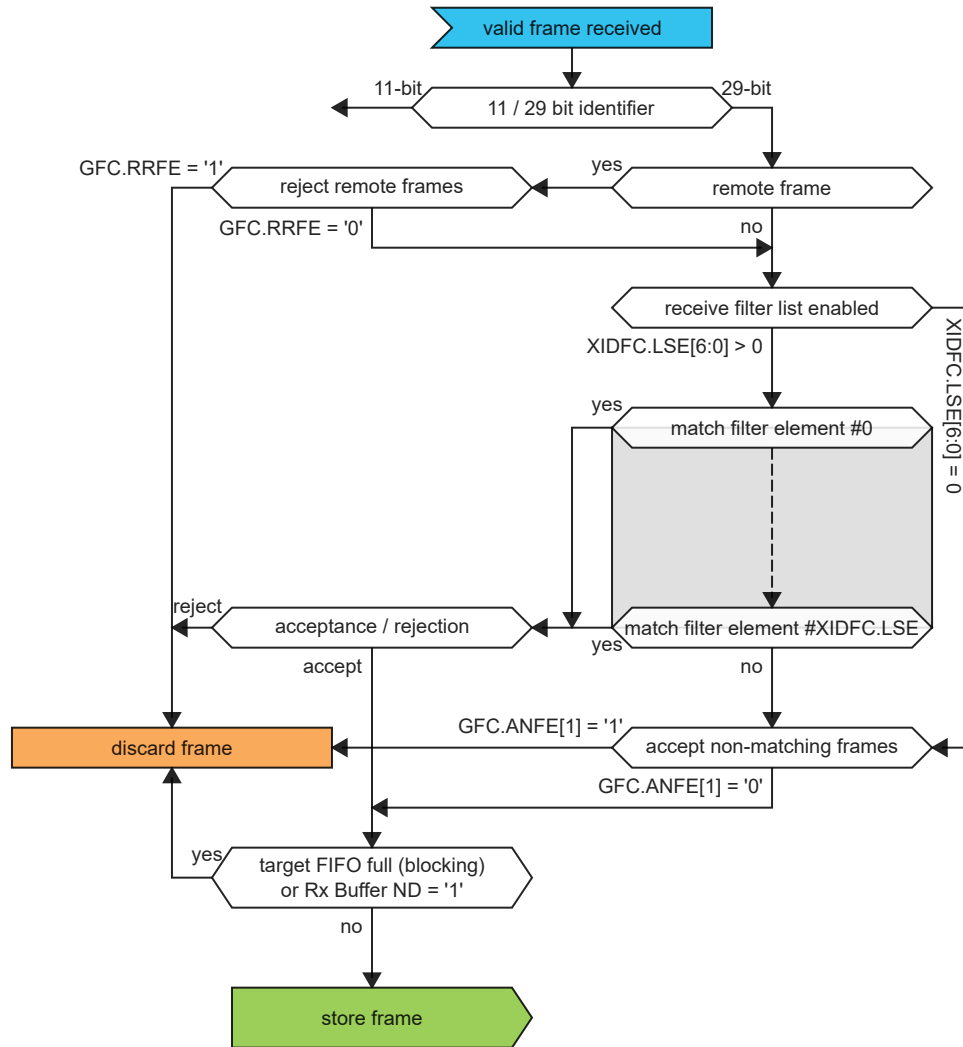 valid frame received
11-bit
29-bit
11 / 29 bit identifier
GFC.RRFE = '1'
yes
reject remote frames
remote frame
GFC.RRFE = '0'
no
receive filter list enabled
XIDFC.LSE[6:0] > 0
XIDFC.LSE[6:0] = 0
yes
match filter element #0
reject
acceptance / rejection
match filter element #XIDFC.LSE
yes
accept
no
GFC.ANFE[1] = '1'
discard frame
accept non-matching frames
GFC.ANFE[1] = '0'
yes
target FIFO full (blocking)
or Rx Buffer ND = '1'
no
store frame